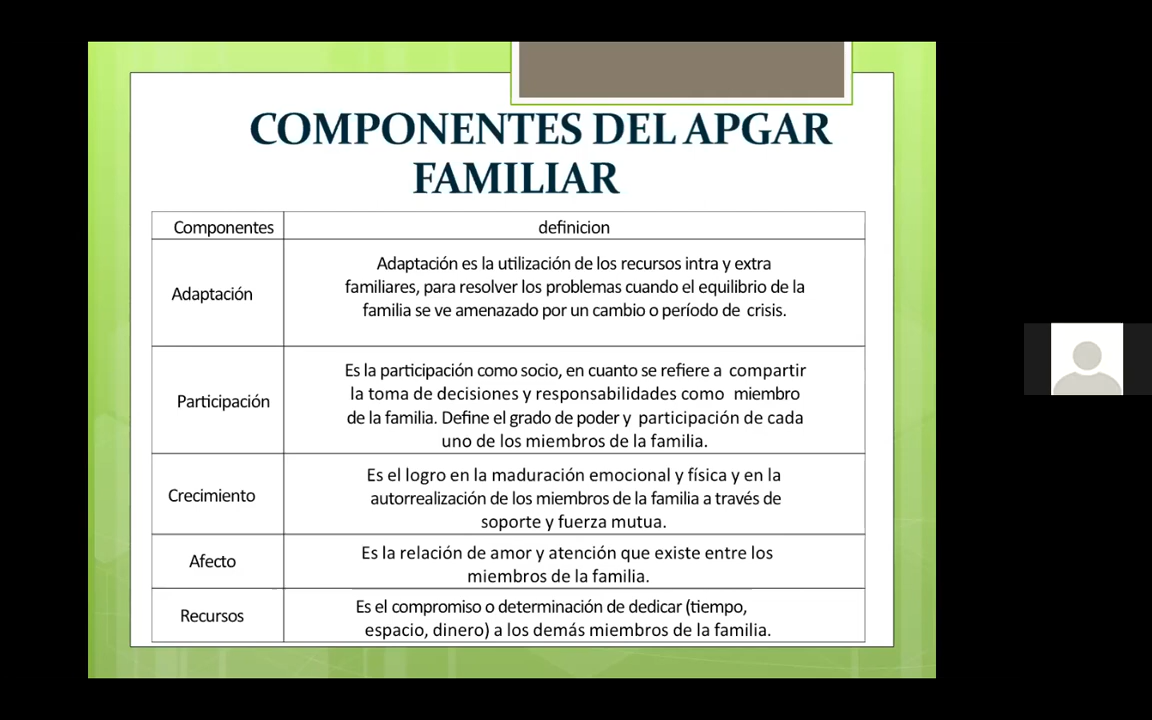 COMPONENTES DEL APGAR
FAMILIAR
Componentes
definicion
Adaptación
Adaptación es la utilización de los recursos intra y extra
familiares, para resolver los problemas cuando el equilibrio de la
familia se ve amenazado por un cambio o período de crisis.
Participación
Es la participación como socio, en cuanto se refiere a compartir
la toma de decisiones y responsabilidades como miembro
de la familia. Define el grado de poder y participación de cada
uno de los miembros de la familia.
Crecimiento
Es el logro en la maduración emocional y física y en la
autorrealización de los miembros de la familia a través de
soporte y fuerza mutua.
Afecto
Es la relación de amor y atención que existe entre los
miembros de la familia.
Recursos
Es el compromiso o determinación de dedicar (tiempo,
espacio, dinero) a los demás miembros de la familia.